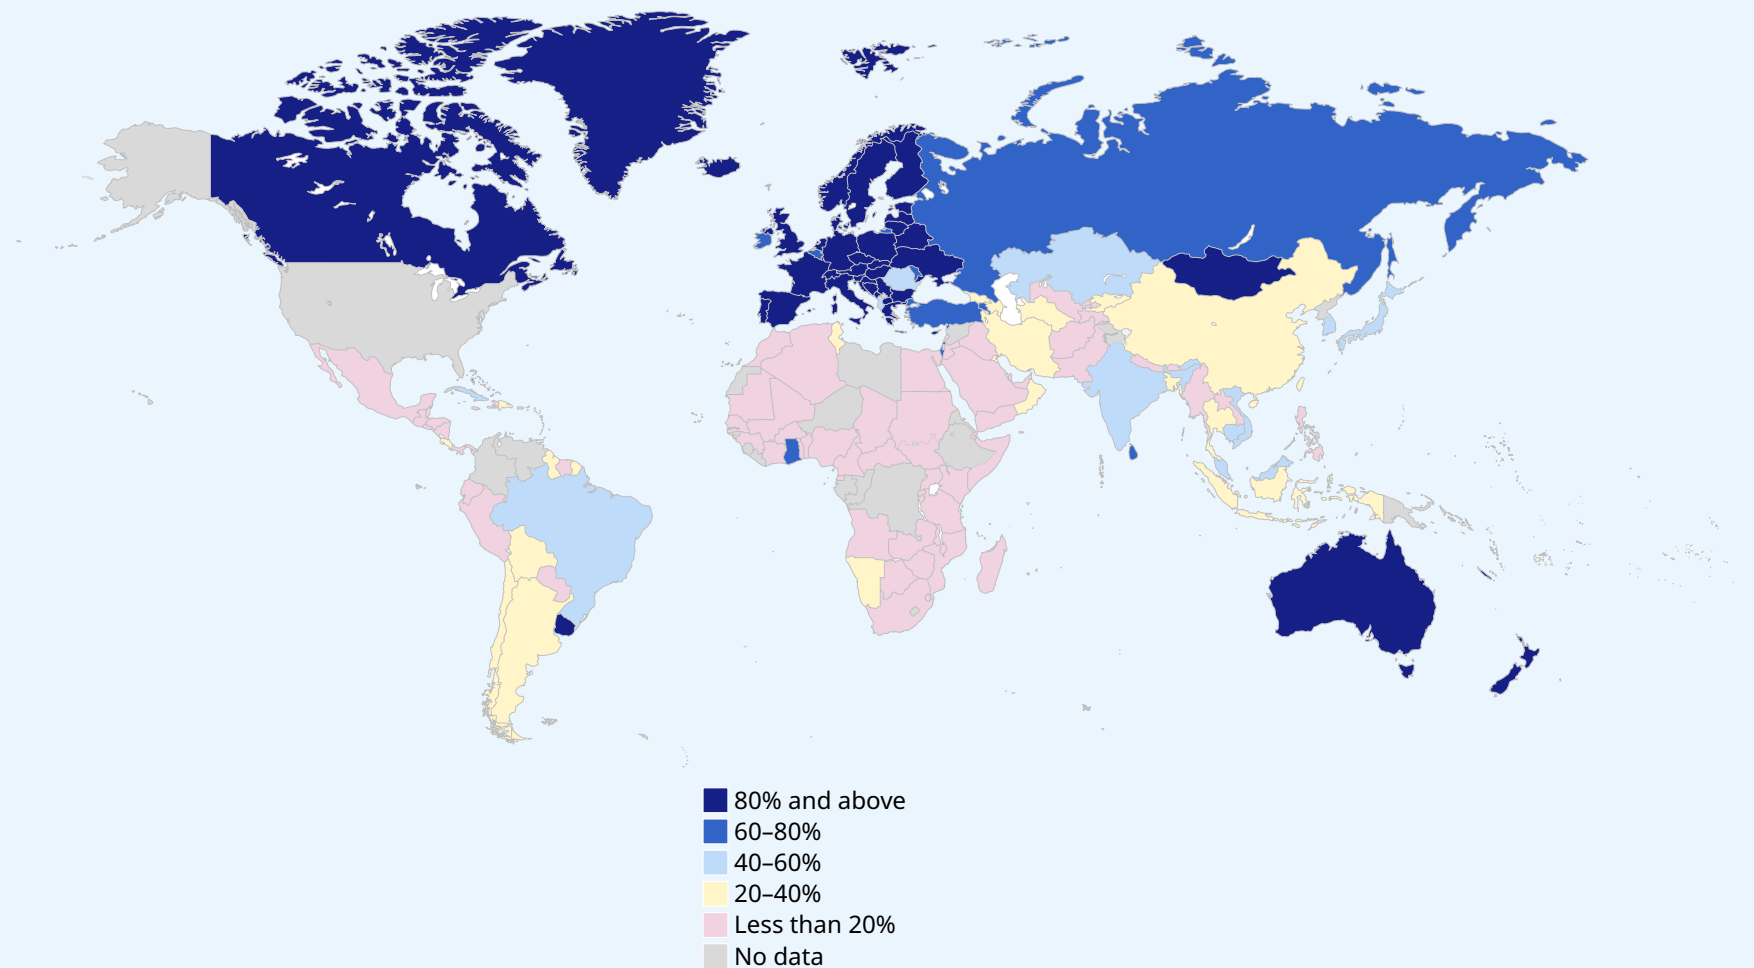 80% and above
60–80%
40–60%
20–40%
Less than 20%
No data